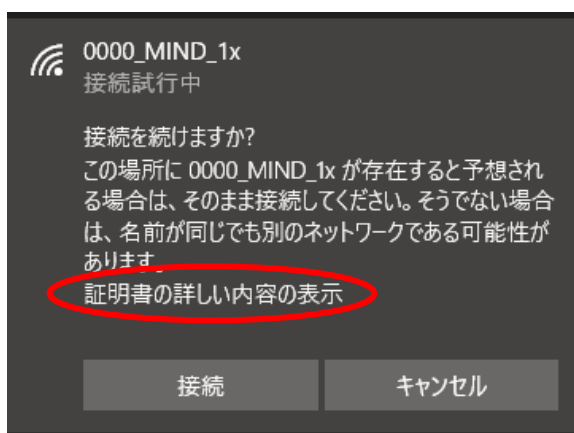 0000_MIND_1x
接続試行中
接続を続けますか?
この場所に 0000_MIND_1x が存在すると予想され
る場合は、そのまま接続してください。そうでない場合
は、名前が同じでも別のネットワークである可能性が
あります。
証明書の詳しい内容の表示
接続 キャンセル